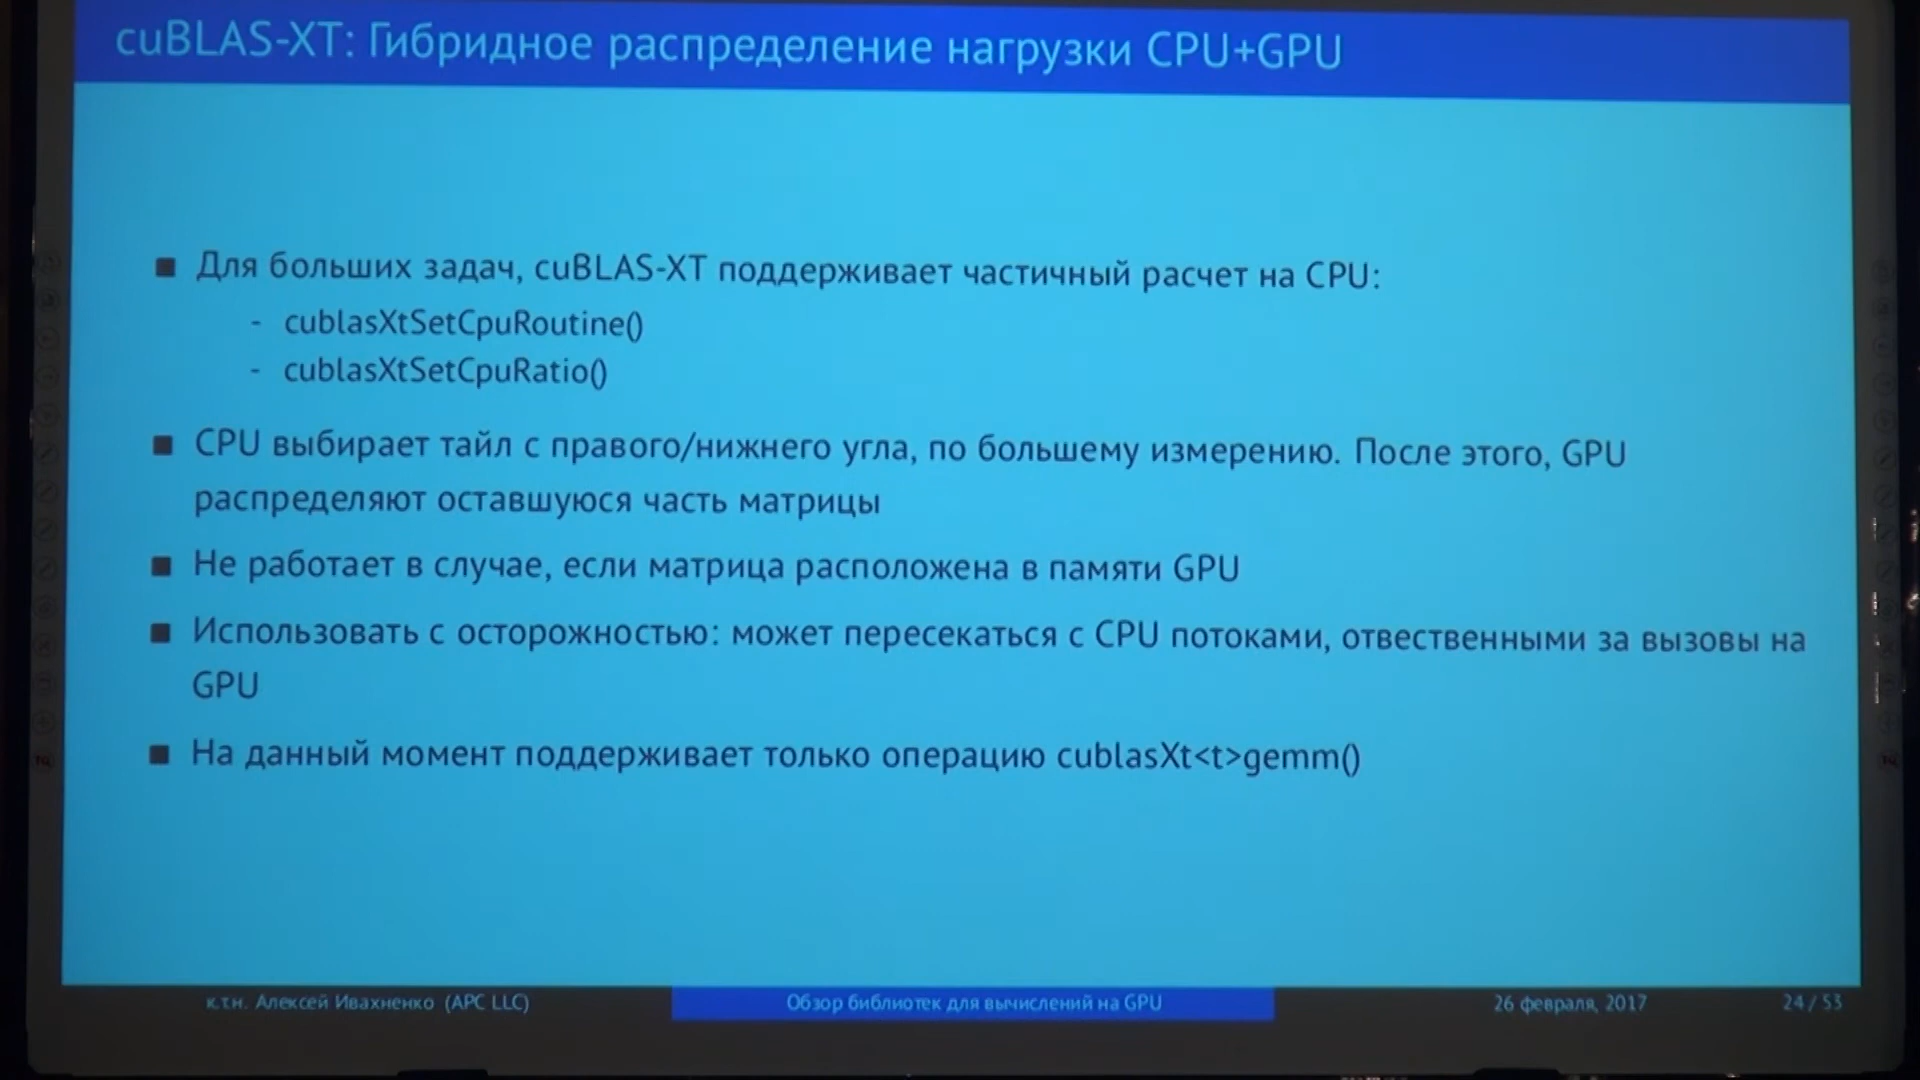 cuBLAS-XT: Гибридное распределение нагрузки CPU+GPU
■ Для больших задач, cuBLAS-XT поддерживает частичный расчет на CPU:
- cublasXtSetCpuRoutine()
- cublasXtSetCpuRatio()
■ CPU выбирает тайл с правого/нижнего угла, по большему измерению. После этого, GPU
распределяют оставшуюся часть матрицы
■ Не работает в случае, если матрица расположена в памяти GPU
■ Использовать с осторожностью: может пересекаться с CPU потоками, отвественными за вызовы на
GPU
■ На данный момент поддерживает только операцию cublasXt<t>gemm()
к.т.н. Алексей Ивахненко (APC LLC) Обзор библиотек для вычислений на GPU 26 февраля, 2017 24 / 53